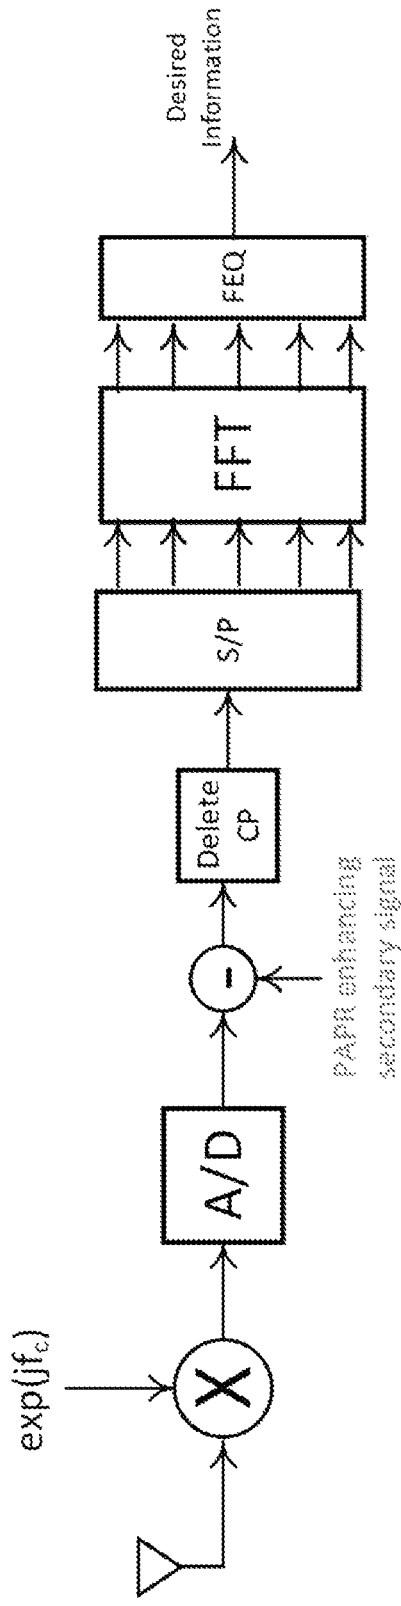 exp(jf_c)
X
A/D
-
PAPR enhancing
secondary signal
Delete
CP
S/P
FFT
FEQ
Desired
Information